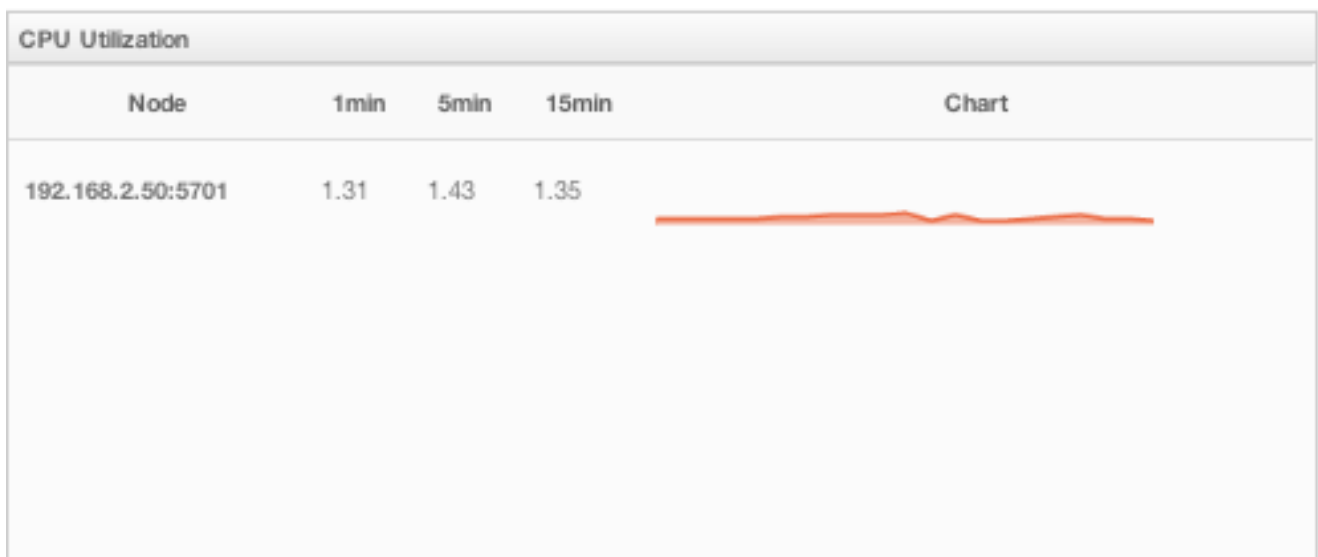 CPU Utilization
Node 1min 5min 15min Chart
192.168.2.50:5701 1.31 1.43 1.35